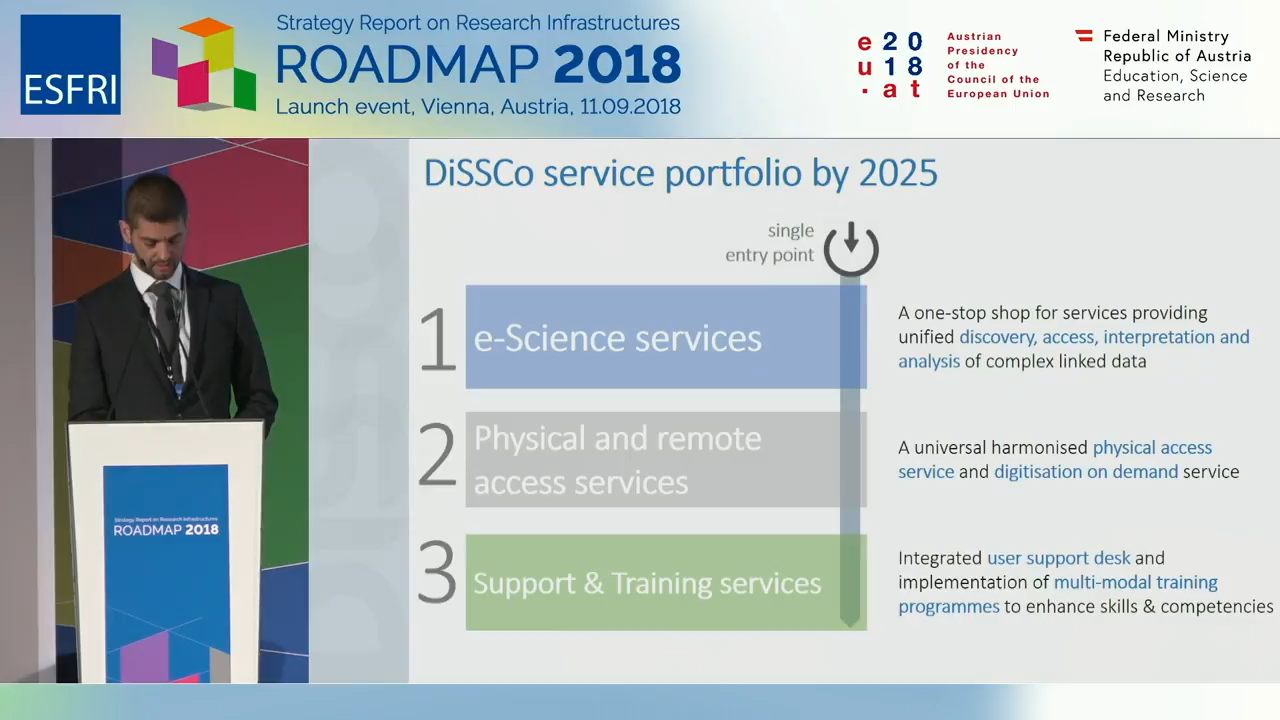 ESFRI
Strategy Report on Research Infrastructures
ROADMAP 2018
Launch event, Vienna, Austria, 11.09.2018
e 20
u 18
. at
Austrian
Presidency
of the
Council of the
European Union
Federal Ministry
Republic of Austria
Education, Science
and Research
DiSSCo service portfolio by 2025
single
entry point
1
e-Science services
A one-stop shop for services providing
unified discovery, access, interpretation and
analysis of complex linked data
2
Physical and remote
access services
A universal harmonised physical access
service and digitisation on demand service
3
Support & Training services
Integrated user support desk and
implementation of multi-modal training
programmes to enhance skills & competencies
Strategy Report on Research Infrastructures
ROADMAP 2018